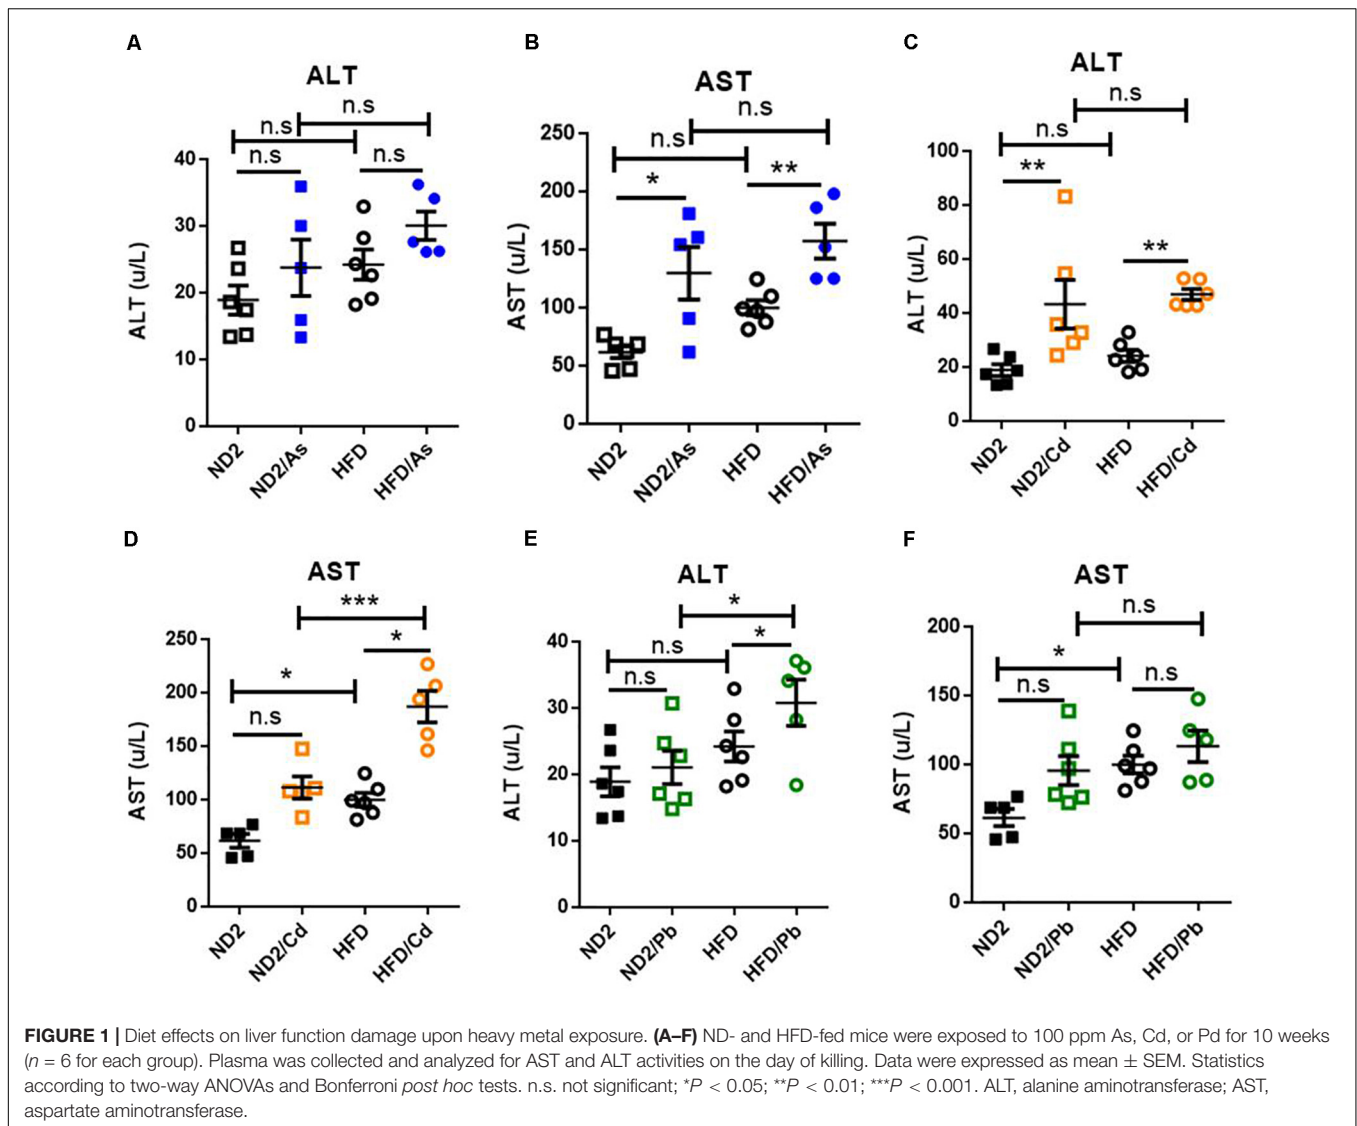 A
ALT
n.s
n.s
n.s
n.s
ALT (u/L)
40
30
20
10
0
ND2
ND2/As
HFD
HFD/As
B
AST
n.s
n.s
*
**
AST (u/L)
250
200
150
100
50
0
ND2
ND2/As
HFD
HFD/As
C
ALT
n.s
n.s
**
**
ALT (u/L)
100
80
60
40
20
0
ND2
ND2/Cd
HFD
HFD/Cd
D
AST
***
*
*
n.s
AST (u/L)
250
200
150
100
50
0
ND2
ND2/Cd
HFD
HFD/Cd
E
ALT
*
n.s
*
n.s
ALT (u/L)
40
30
20
10
0
ND2
ND2/Pb
HFD
HFD/Pb
F
AST
n.s
*
n.s
n.s
AST (u/L)
200
150
100
50
0
ND2
ND2/Pb
HFD
HFD/Pb
FIGURE 1 | Diet effects on liver function damage upon heavy metal exposure. (A–F) ND- and HFD-fed mice were exposed to 100 ppm As, Cd, or Pd for 10 weeks
(n = 6 for each group). Plasma was collected and analyzed for AST and ALT activities on the day of killing. Data were expressed as mean ± SEM. Statistics
according to two-way ANOVAs and Bonferroni post hoc tests. n.s. not significant; *P < 0.05; **P < 0.01; ***P < 0.001. ALT, alanine aminotransferase; AST,
aspartate aminotransferase.